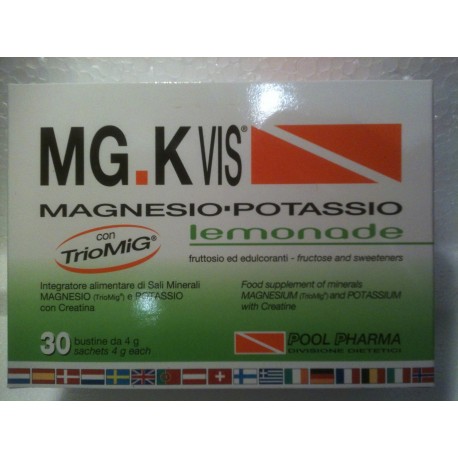 MG.K VIS®
MAGNESIO·POTASSIO
con
TrioMiG®
lemonade
fruttosio ed edulcoranti - fructose and sweeteners
Integratore alimentare di Sali Minerali
MAGNESIO (TrioMig®) e POTASSIO
con Creatina
Food supplement of minerals
MAGNESIUM (TrioMig®) and POTASSIUM
with Creatine
30 bustine da 4 g
sachets 4 g each
POOL PHARMA
DIVISIONE DIETETICI